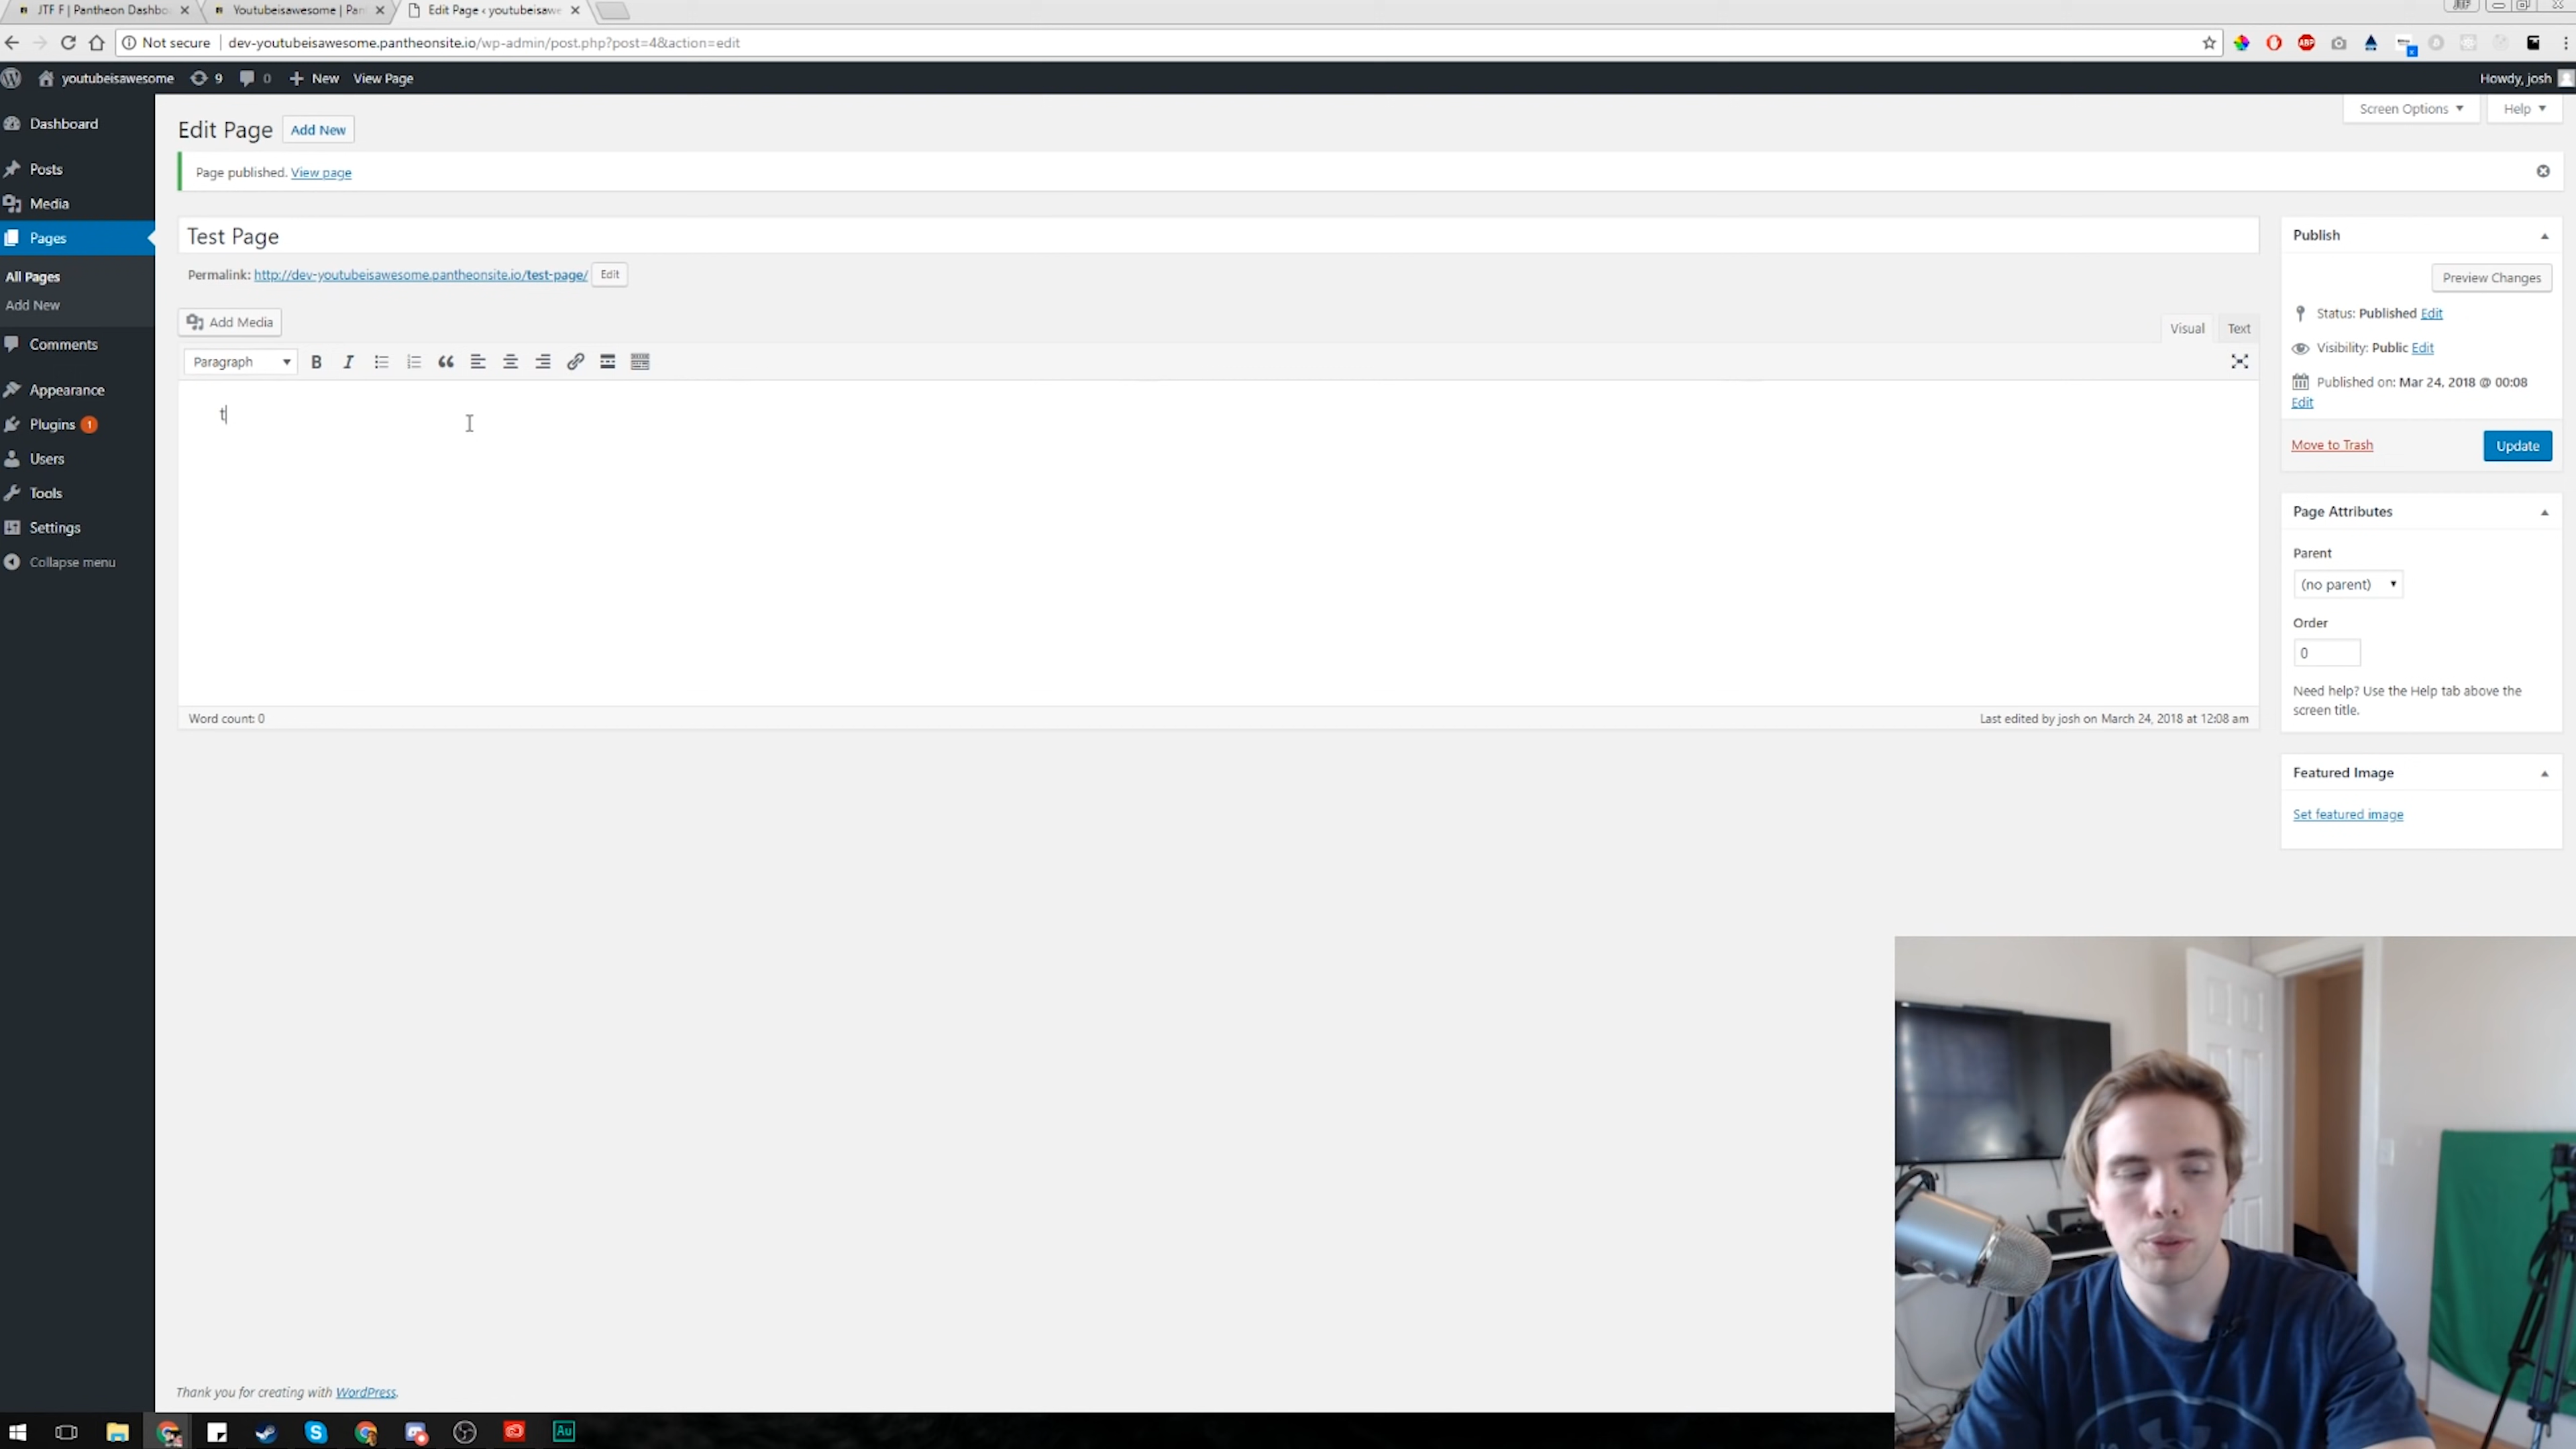 JTF F | Pantheon Dashbo
Youtubeisawesome | Pan
Edit Page ‹ youtubeisawe
JTF
Not secure
dev-youtubeisawesome.pantheonsite.io/wp-admin/post.php?post=4&action=edit
ABP
youtubeisawesome
9
0
New
View Page
Howdy, josh
Dashboard
Posts
Media
Pages
All Pages
Add New
Comments
Appearance
Plugins 1
Users
Tools
Settings
Collapse menu
Screen Options
Help
Edit Page
Add New
Page published. View page
Test Page
Permalink: http://dev-youtubeisawesome.pantheonsite.io/test-page/ Edit
Add Media
Visual
Text
Paragraph
B
I
t
Word count: 0
Last edited by josh on March 24, 2018 at 12:08 am
Publish
Preview Changes
Status: Published Edit
Visibility: Public Edit
Published on: Mar 24, 2018 @ 00:08
Edit
Move to Trash
Update
Page Attributes
Parent
(no parent)
Order
0
Need help? Use the Help tab above the
screen title.
Featured Image
Set featured image
Thank you for creating with WordPress.
Au